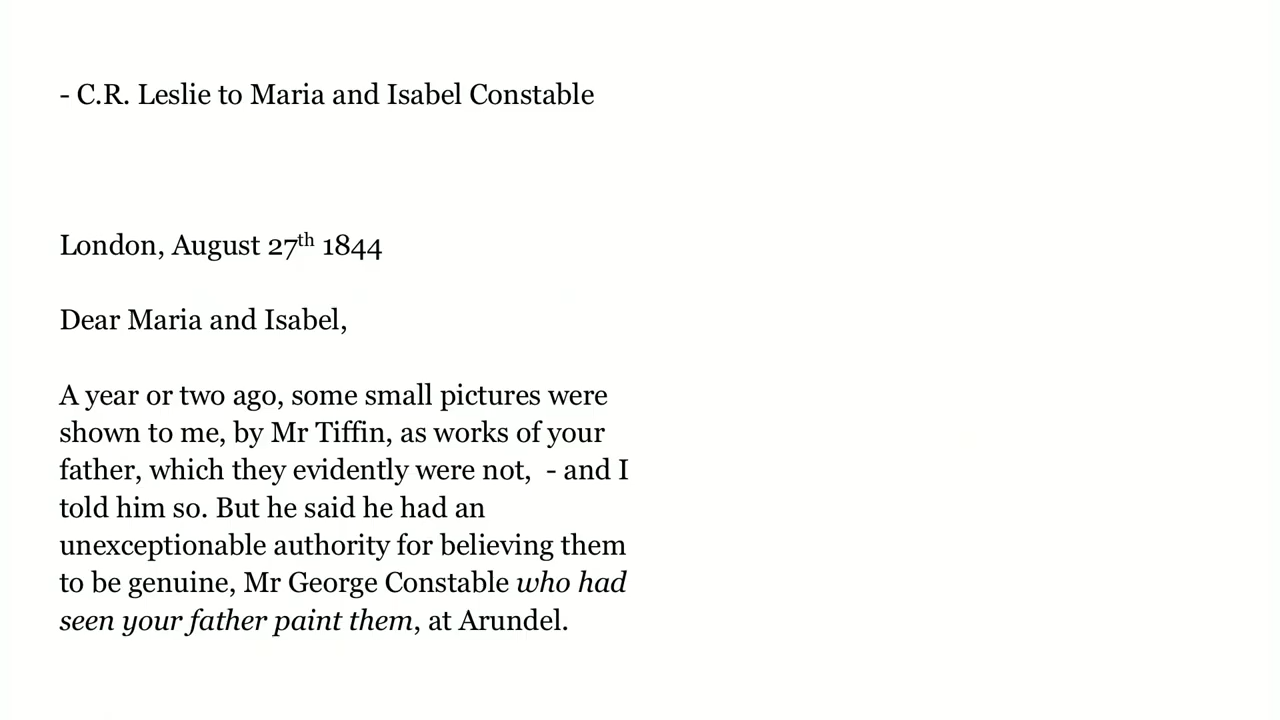 - C.R. Leslie to Maria and Isabel Constable
London, August 27th 1844
Dear Maria and Isabel,
A year or two ago, some small pictures were
shown to me, by Mr Tiffin, as works of your
father, which they evidently were not,  - and I
told him so. But he said he had an
unexceptionable authority for believing them
to be genuine, Mr George Constable who had
seen your father paint them, at Arundel.